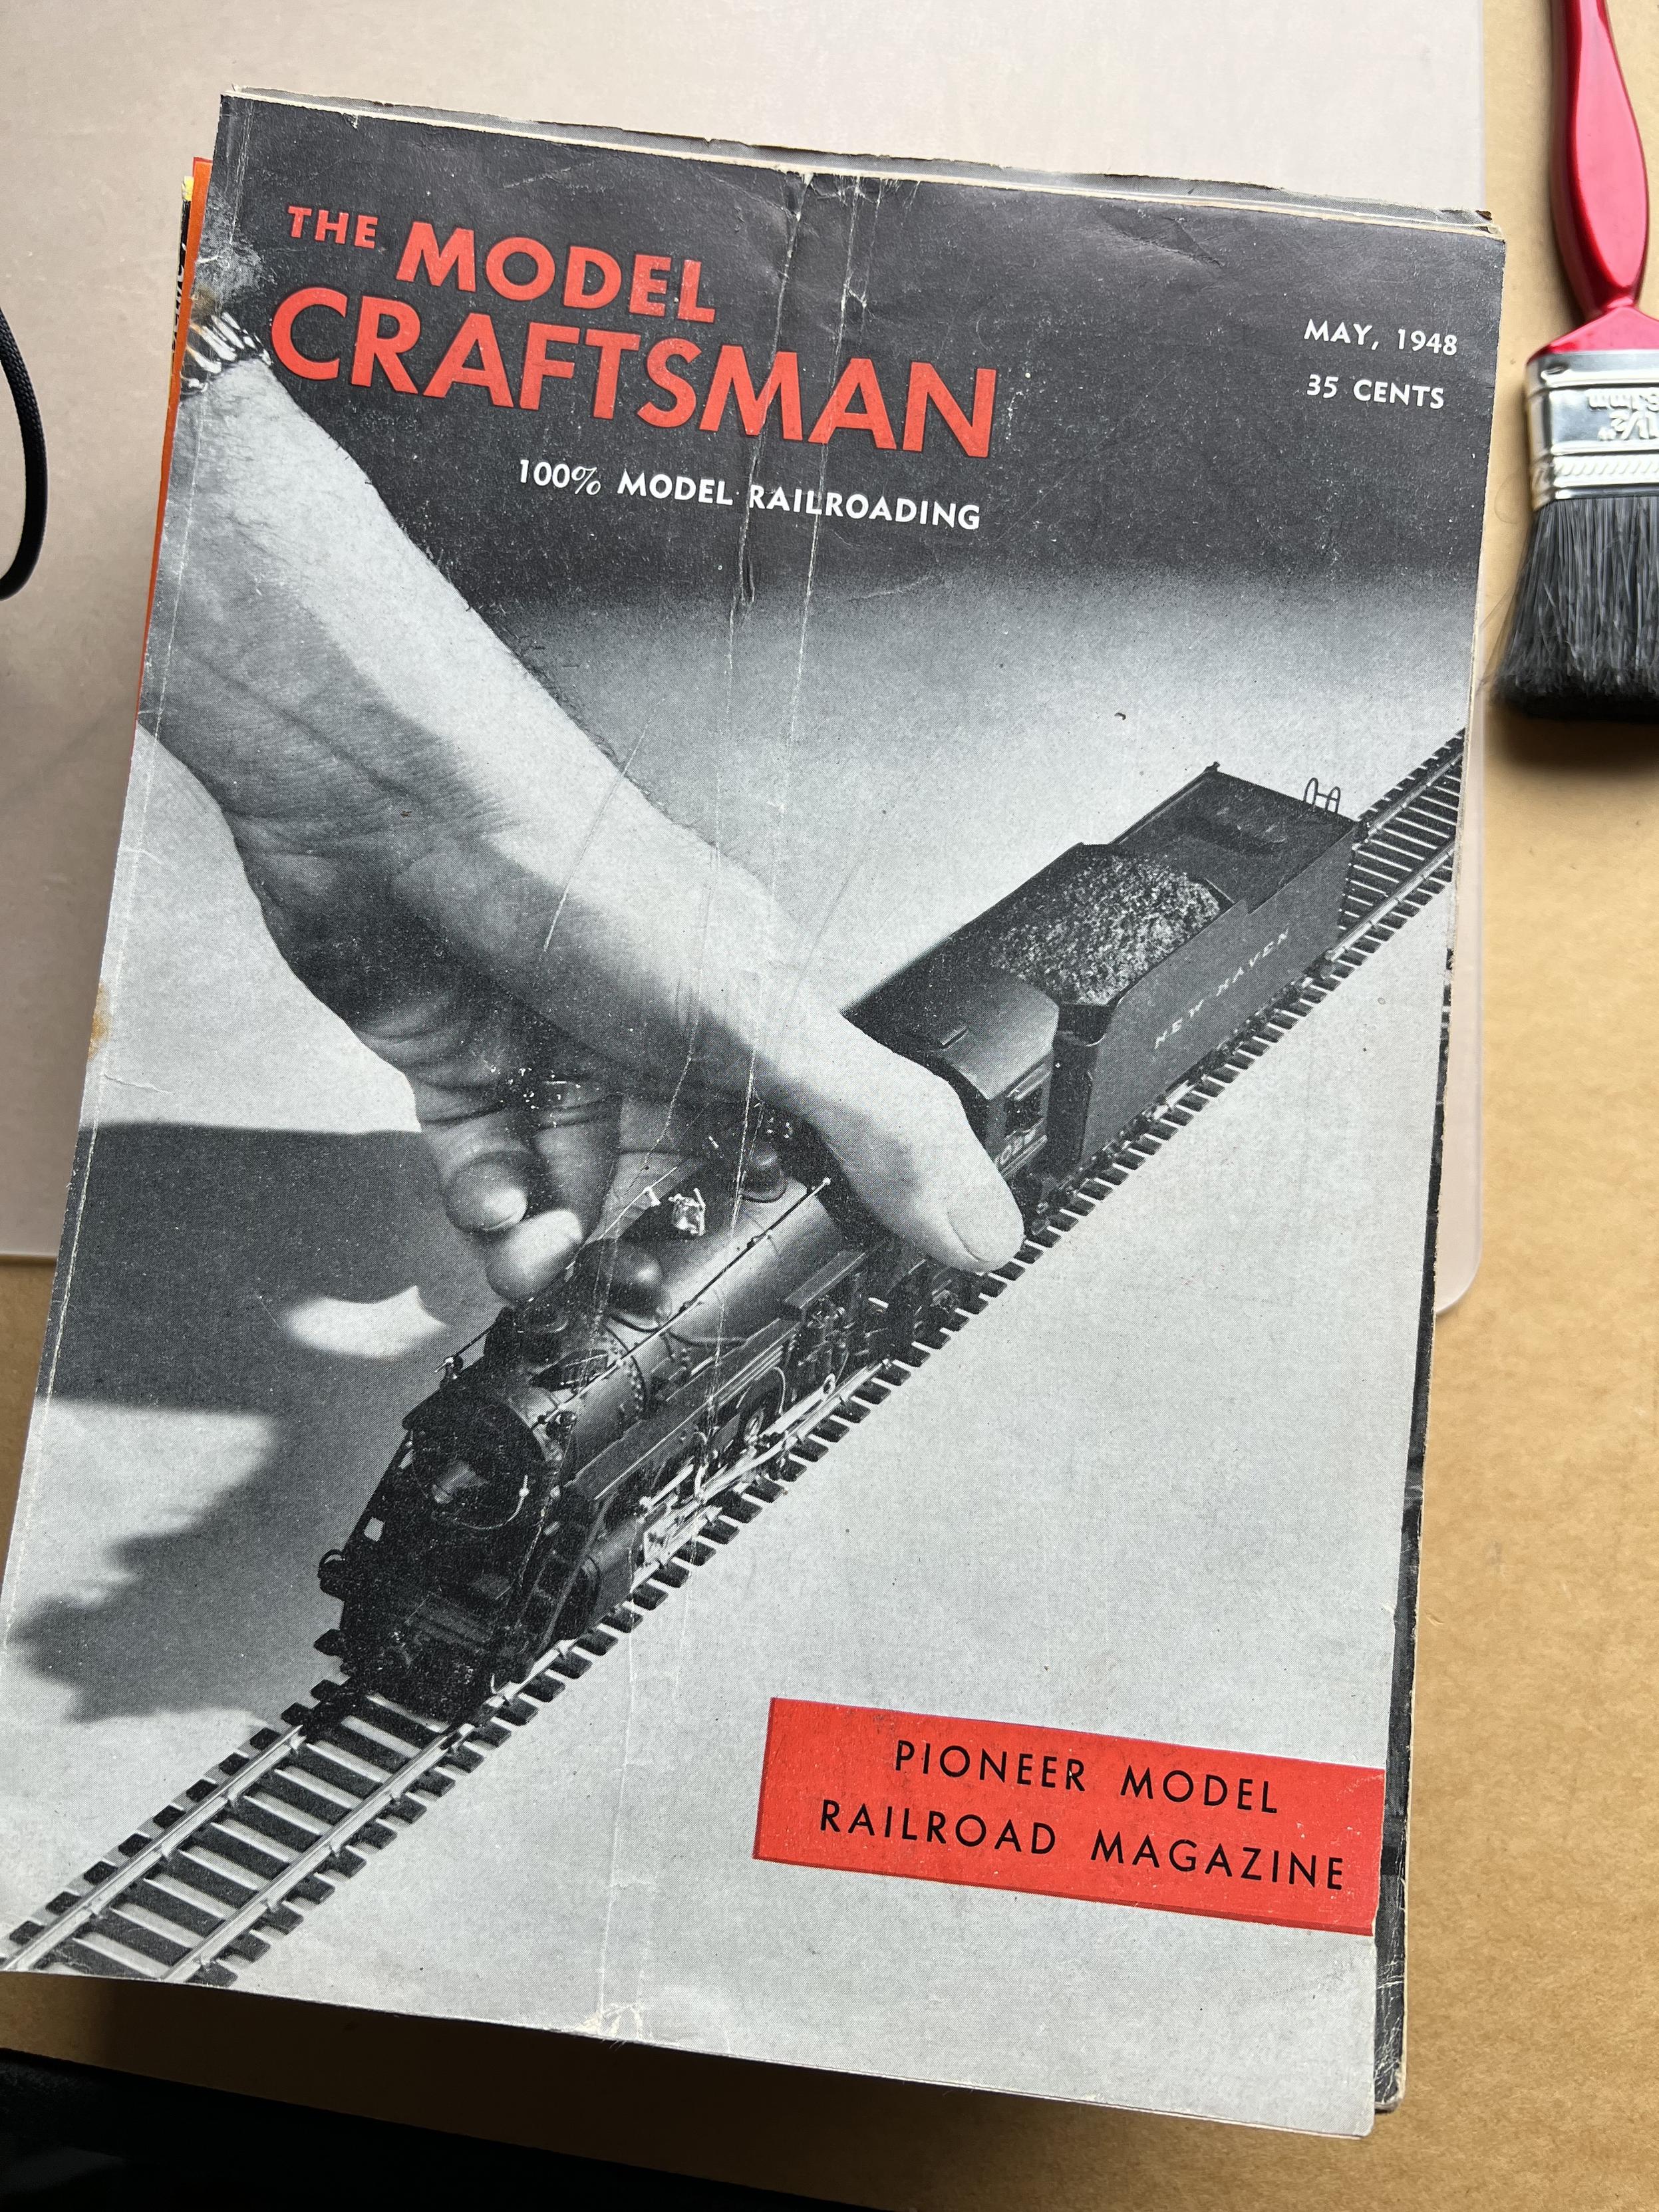 THE MODEL
CRAFTSMAN
100% MODEL RAILROADING
MAY, 1948
35 CENTS
NEW HAVEN
PIONEER MODEL
RAILROAD MAGAZINE